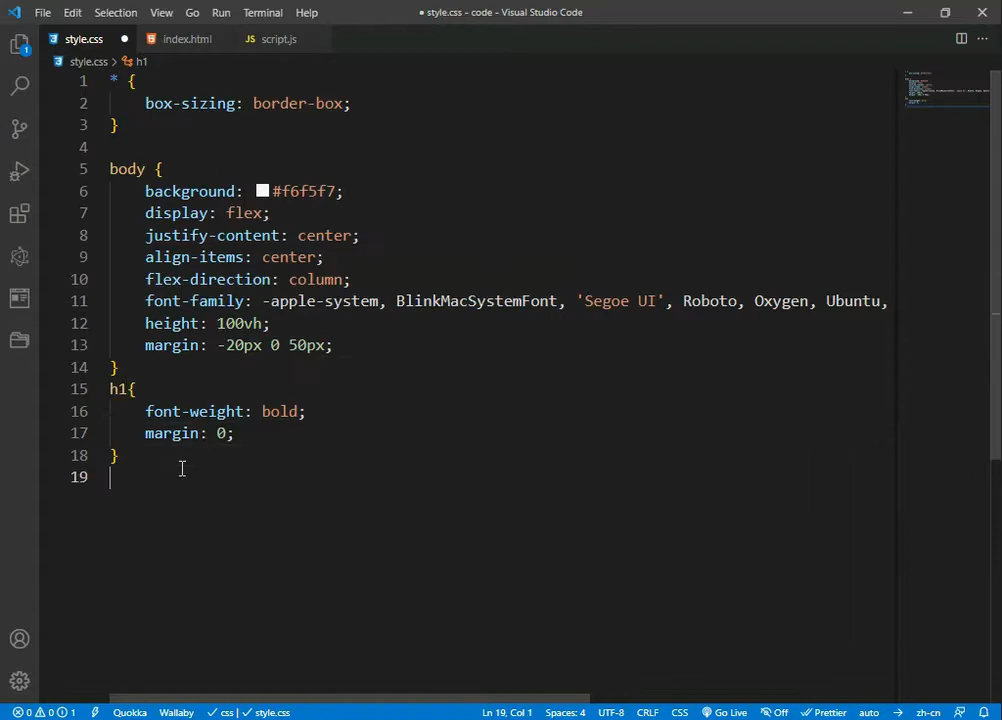 File Edit Selection View Go Run Terminal Help ● style.css - code - Visual Studio Code
style.css ● index.html JS script.js
style.css > h1
1 * {
2 box-sizing: border-box;
3 }
4
5 body {
6 background: #f6f5f7;
7 display: flex;
8 justify-content: center;
9 align-items: center;
10 flex-direction: column;
11 font-family: -apple-system, BlinkMacSystemFont, 'Segoe UI', Roboto, Oxygen, Ubuntu,
12 height: 100vh;
13 margin: -20px 0 50px;
14 }
15 h1{
16 font-weight: bold;
17 margin: 0;
18 }
19
1
0 0 1 Quokka Wallaby ✓ css | ✓ style.css Ln 19, Col 1 Spaces: 4 UTF-8 CRLF CSS Go Live Off Prettier auto → zh-cn